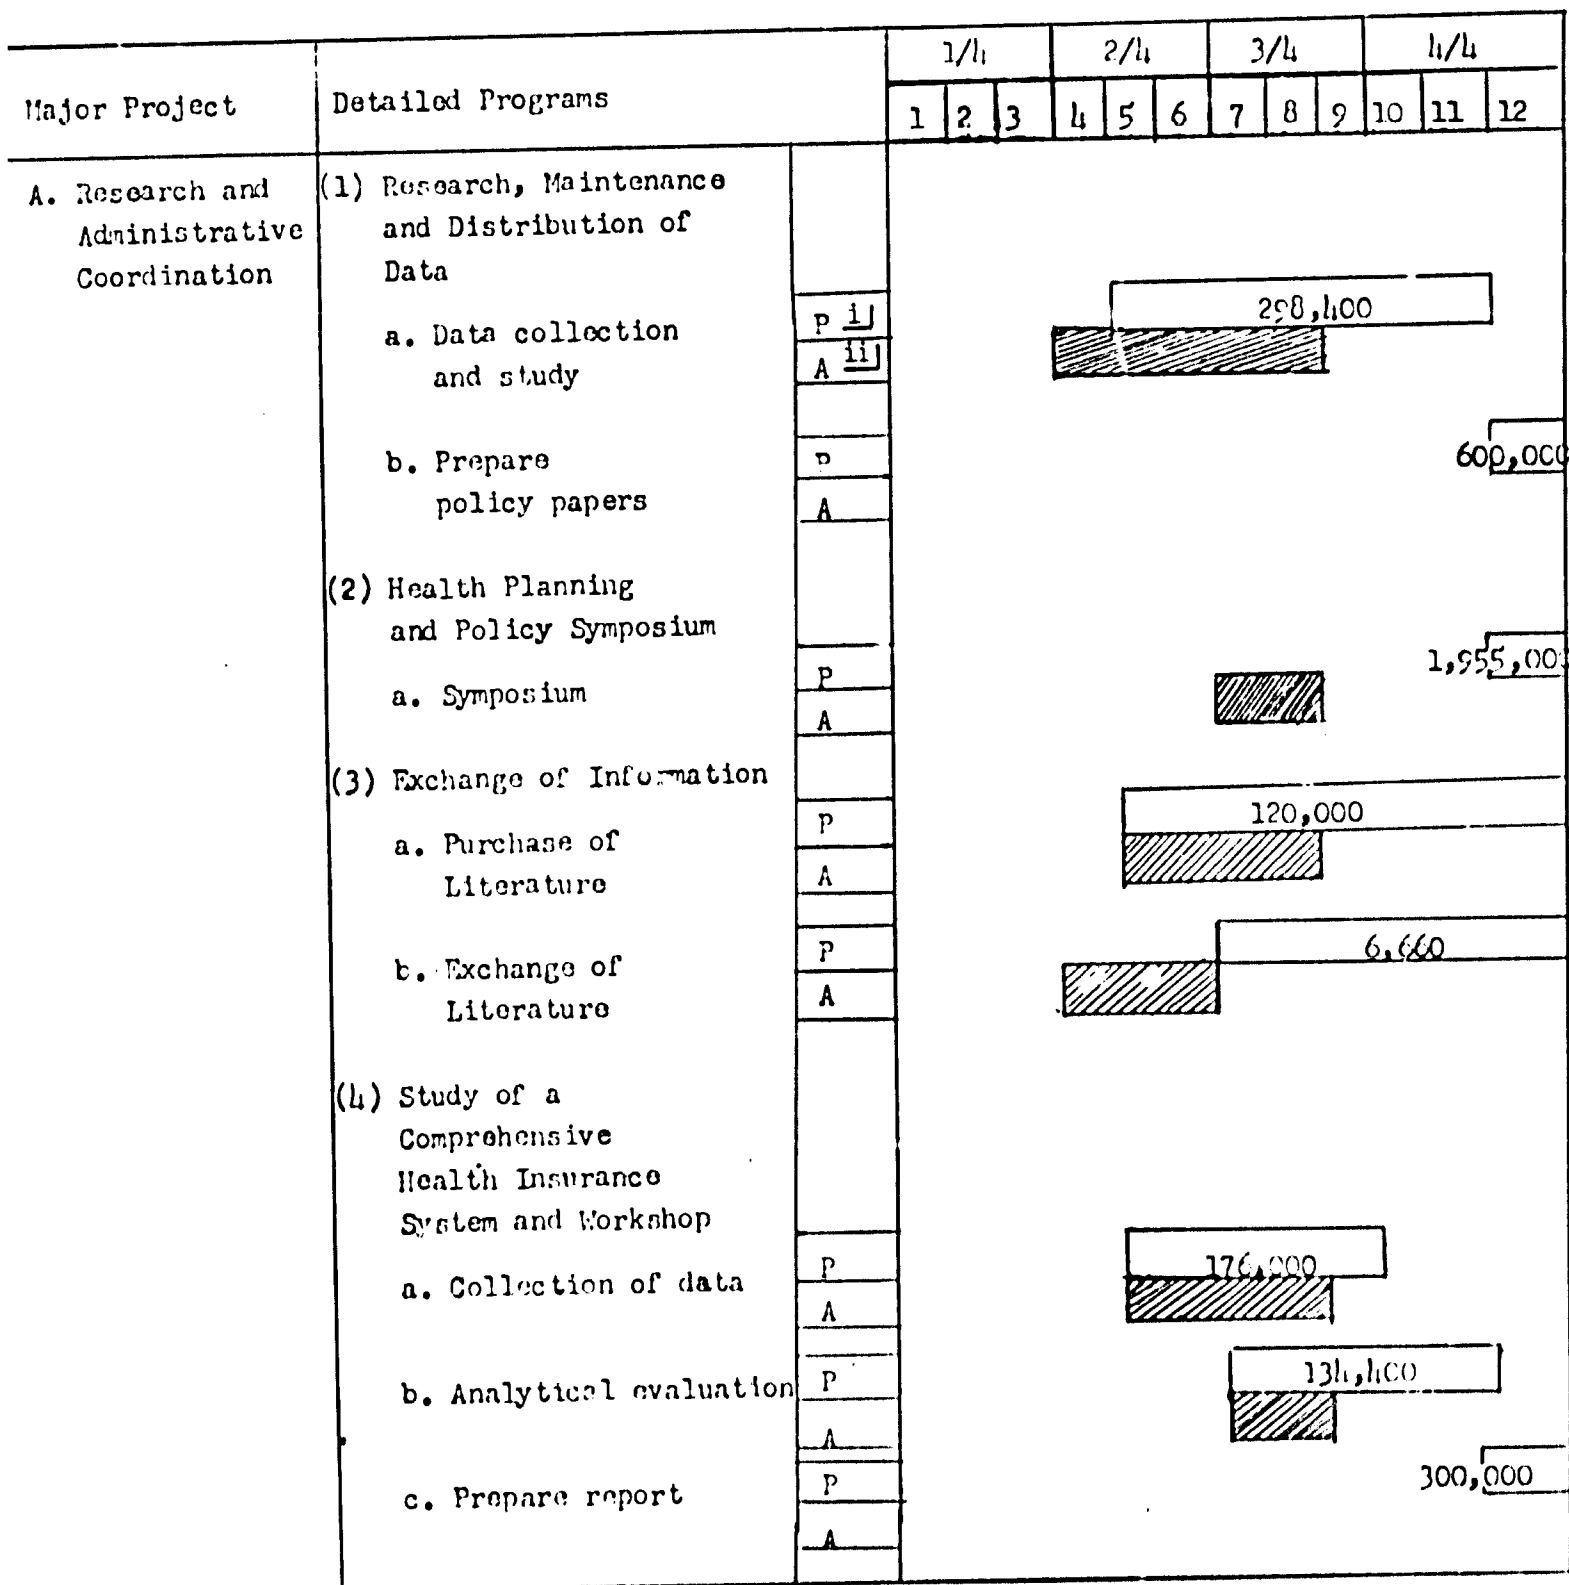 1/4 2/4 3/4 4/4
Major Project Detailed Programs
1 2 3 4 5 6 7 8 9 10 11 12
A. Research and (1) Research, Maintenance
Administrative and Distribution of
Coordination Data
298,400
a. Data collection P i
and study A ii
b. Prepare P 600,000
policy papers A
(2) Health Planning
and Policy Symposium
1,955,00
a. Symposium P
A
(3) Exchange of Information
120,000
a. Purchase of P
Literature A
b. Exchange of P 6,660
Literature A
(4) Study of a
Comprehensive
Health Insurance
System and Workshop
a. Collection of data P 176,000
A
b. Analytical evaluation P 134,400
A
c. Prepare report P 300,000
A